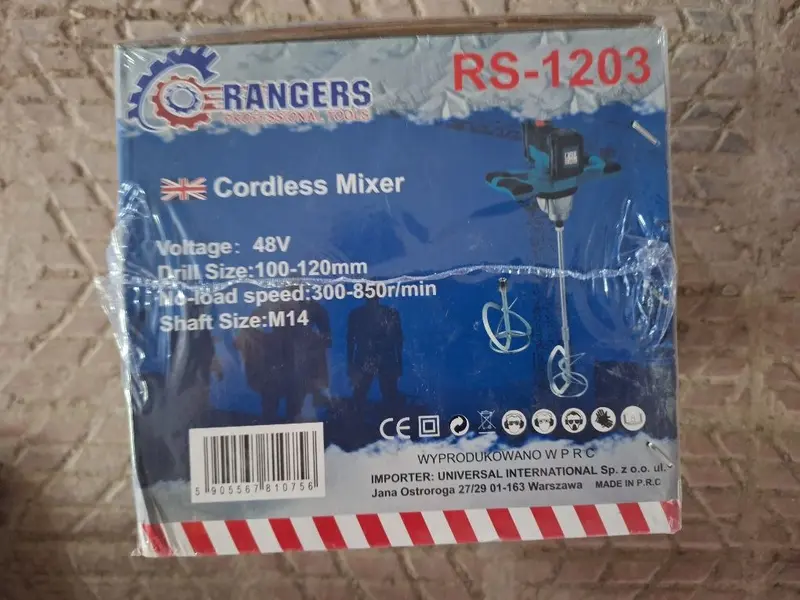 RANGERS
PROFESSIONAL TOOLS
RS-1203
Cordless Mixer
Voltage: 48V
Drill Size:100-120mm
No-load speed:300-850r/min
Shaft Size:M14
CE
WYPRODUKOWANO W P R C
IMPORTER: UNIVERSAL INTERNATIONAL Sp. z o.o. ul.
Jana Ostroroga 27/29 01-163 Warszawa MADE IN P.R.C
5 905567 810756